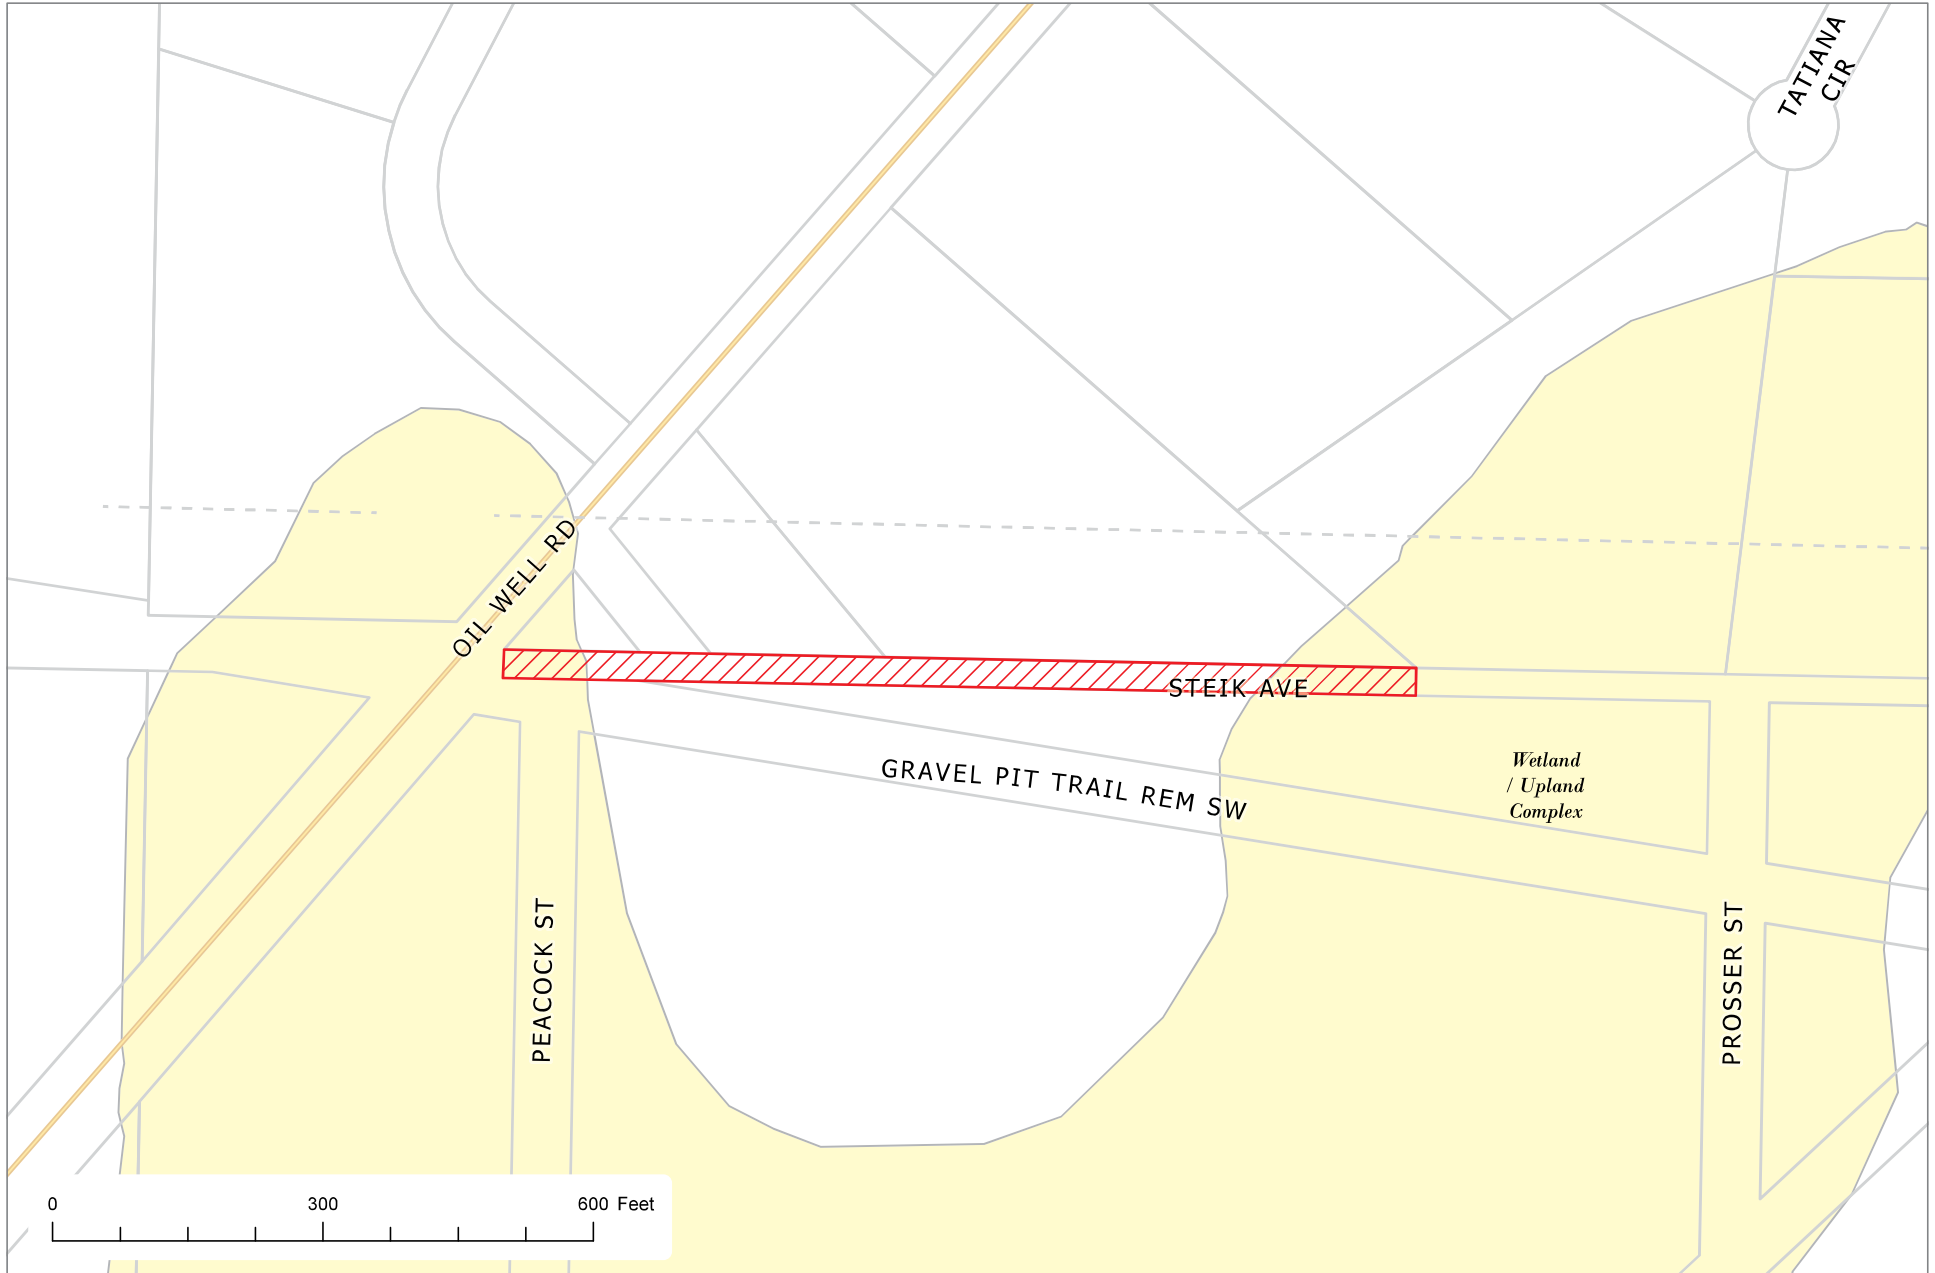 TATIANA
CIR
OIL WELL RD
STEIK AVE
GRAVEL PIT TRAIL REM SW
Wetland
/ Upland
Complex
PEACOCK ST
PROSSER ST
0 300 600 Feet